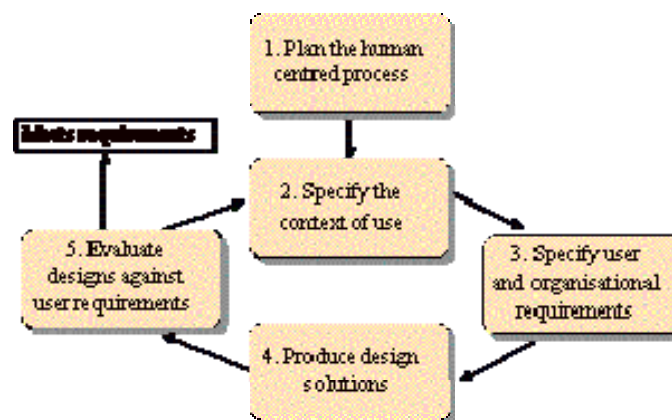 1. Plan the human
centred process
Meets requirements
2. Specify the
context of use
3. Specify user
and organisational
requirements
4. Produce design
solutions
5. Evaluate
designs against
user requirements